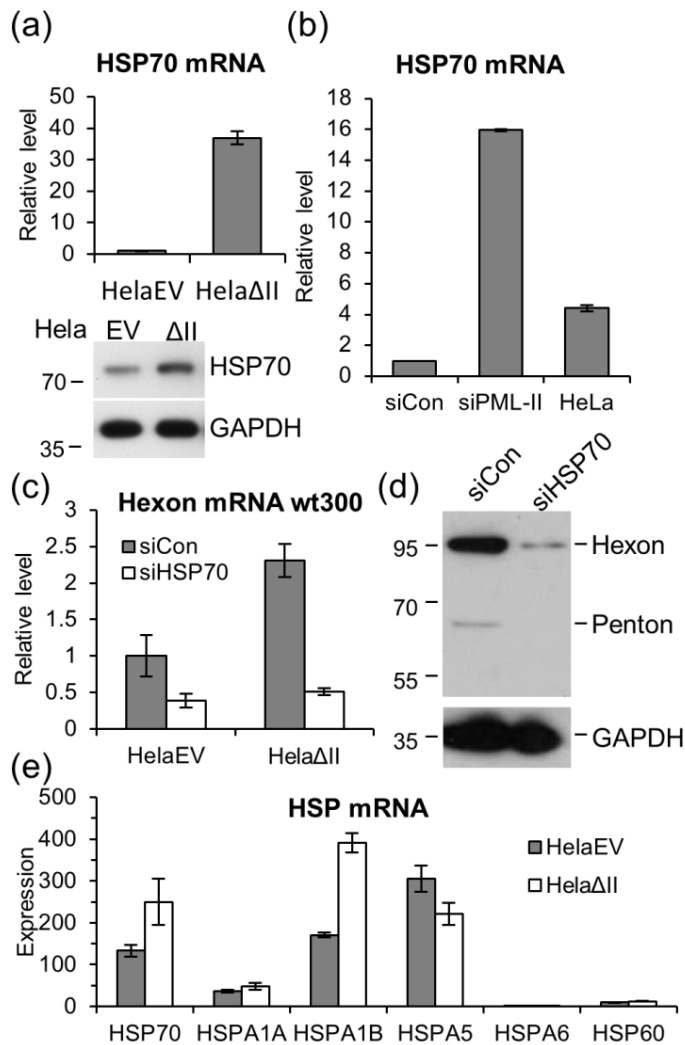 (a)
HSP70 mRNA
Relative level
50
40
30
20
10
0
HelaEV HelaΔII
Hela EV ΔII
70 HSP70
35 GAPDH
(b)
HSP70 mRNA
Relative level
18
16
14
12
10
8
6
4
2
0
siCon siPML-II HeLa
(c)
Hexon mRNA wt300
Relative level
3
2.5
2
1.5
1
0.5
0
siCon
siHSP70
HelaEV HelaΔII
(d)
siCon siHSP70
95 Hexon
70
Penton
55
35 GAPDH
(e)
HSP mRNA
Expression
500
400
300
200
100
0
HelaEV
HelaΔII
HSP70 HSPA1A HSPA1B HSPA5 HSPA6 HSP60